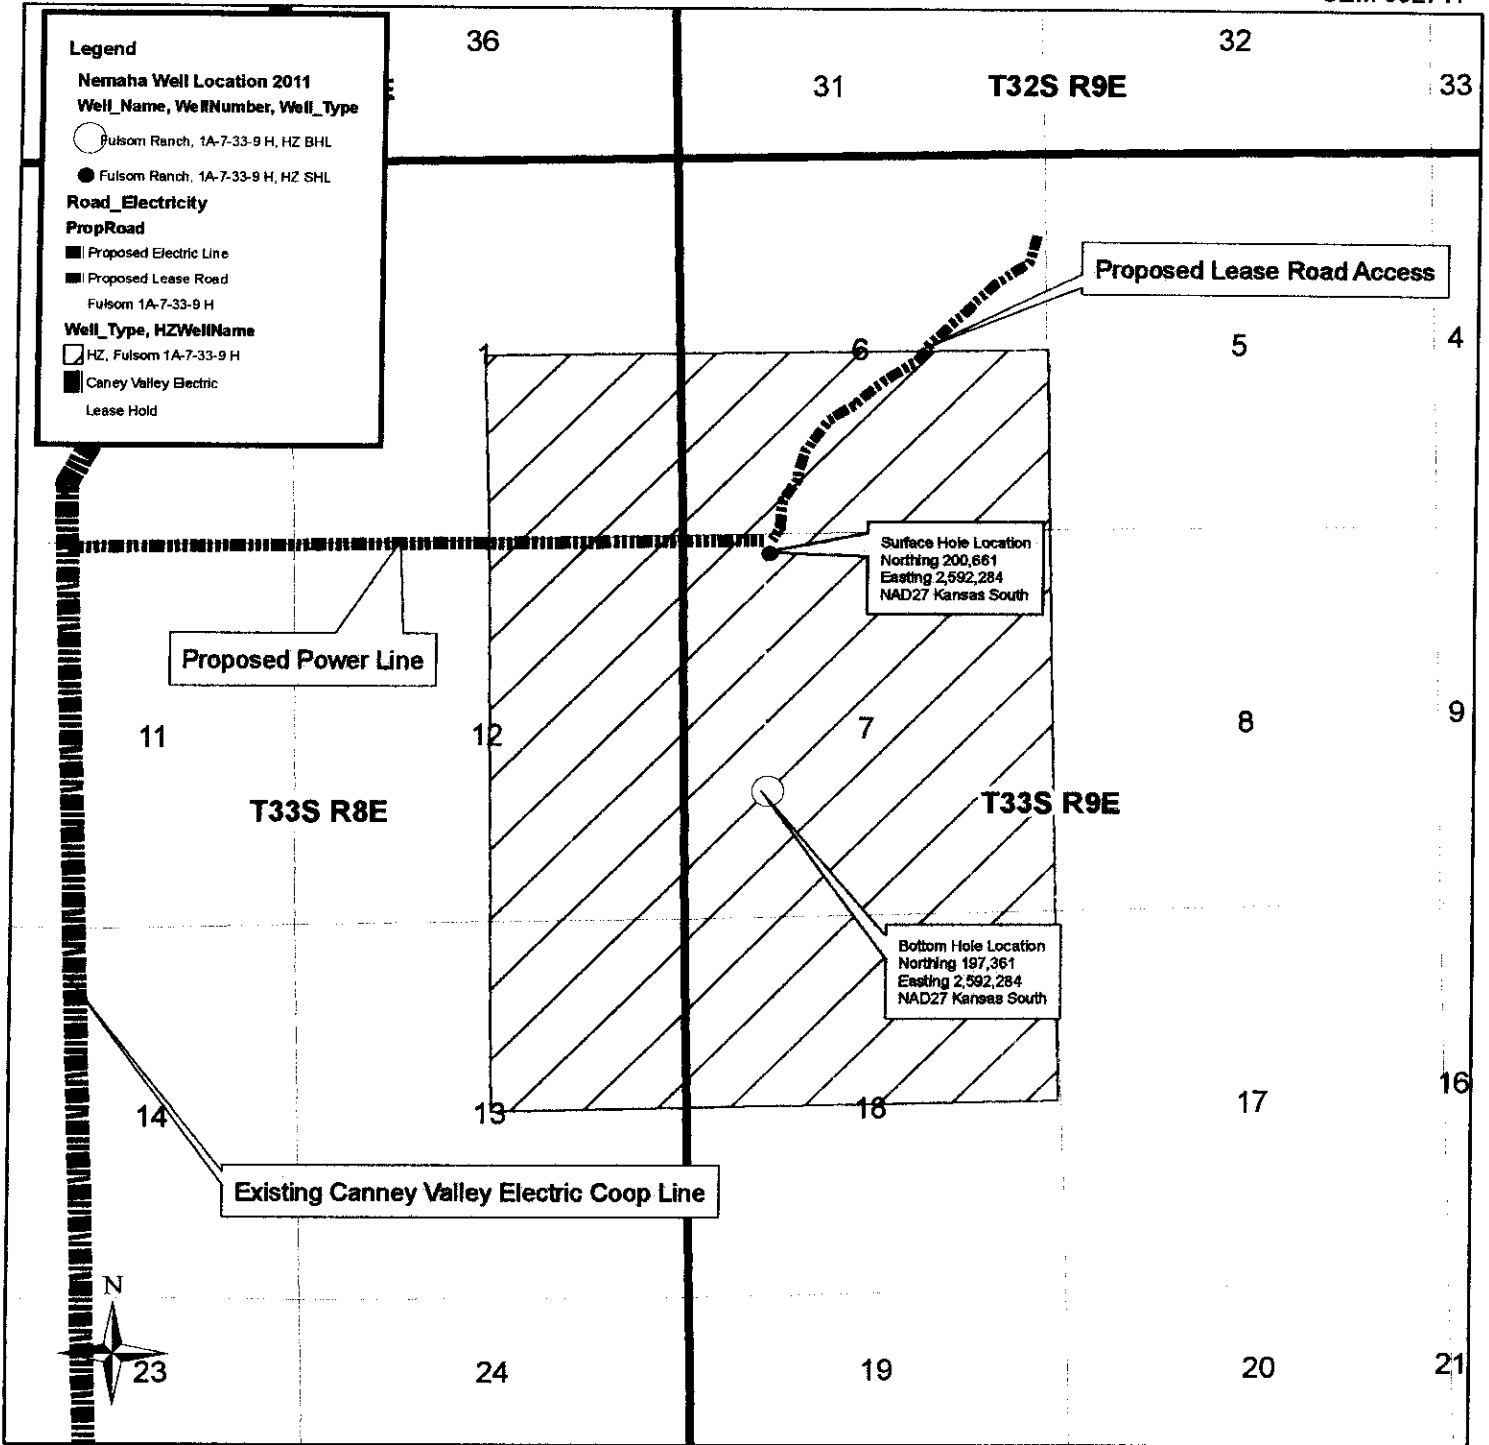 36
32
31
T32S R9E
33
Legend
Nemaha Well Location 2011
Well_Name, WellNumber, Well_Type
Fulsom Ranch, 1A-7-33-9 H, HZ BHL
Fulsom Ranch, 1A-7-33-9 H, HZ SHL
Road_Electricity
PropRoad
Proposed Electric Line
Proposed Lease Road
Fulsom 1A-7-33-9 H
Well_Type, HZWellName
HZ, Fulsom 1A-7-33-9 H
Caney Valley Electric
Lease Hold
Proposed Lease Road Access
1
6
5
4
Surface Hole Location
Northing 200,661
Easting 2,592,284
NAD27 Kansas South
Proposed Power Line
11
12
7
8
9
T33S R8E
T33S R9E
Bottom Hole Location
Northing 197,361
Easting 2,592,284
NAD27 Kansas South
14
13
18
17
16
Existing Canney Valley Electric Coop Line
N
23
24
19
20
21